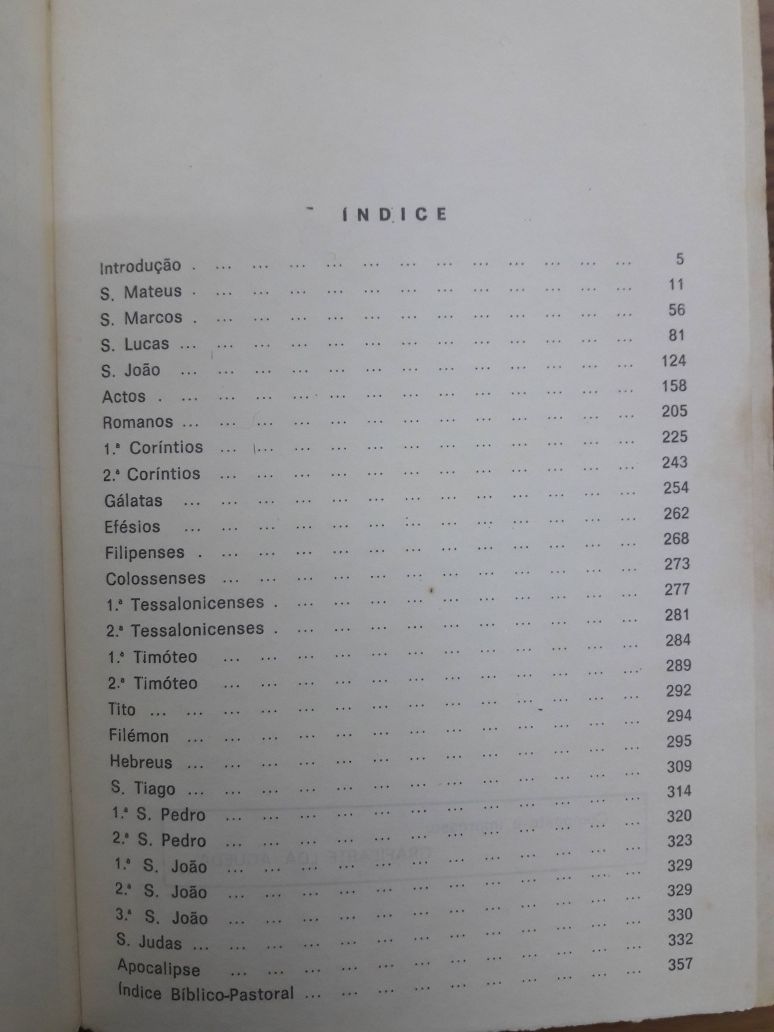 ÍNDICE
Introdução . ... ... ... ... ... ... ... ... ... ... ... ... 5
S. Mateus . ... ... ... ... ... ... ... ... ... ... ... ... 11
S. Marcos . ... ... ... ... ... ... ... ... ... ... ... ... 56
S. Lucas ... ... ... ... ... ... ... ... ... ... ... ... ... 81
S. João ... ... ... ... ... ... ... ... ... ... ... ... ... 124
Actos . ... ... ... ... ... ... ... ... ... ... ... ... ... 158
Romanos ... ... ... ... ... ... ... ... ... ... ... ... ... 205
1.ª Coríntios ... ... ... ... ... ... ... ... ... ... ... ... 225
2.ª Coríntios ... ... ... ... ... ... ... ... ... ... ... ... 243
Gálatas ... ... ... ... ... ... ... ... ... ... ... ... ... 254
Efésios ... ... ... ... ... ... ... ... ... ... ... ... ... 262
Filipenses . ... ... ... ... ... ... ... ... ... ... ... ... 268
Colossenses ... ... ... ... ... ... ... ... ... ... ... ... 273
1.ª Tessalonicenses . ... ... ... ... ... ... ... ... ... ... 277
2.ª Tessalonicenses . ... ... ... ... ... ... ... ... ... ... 281
1.ª Timóteo ... ... ... ... ... ... ... ... ... ... ... ... 284
2.ª Timóteo ... ... ... ... ... ... ... ... ... ... ... ... 289
Tito ... ... ... ... ... ... ... ... ... ... ... ... ... ... 292
Filémon ... ... ... ... ... ... ... ... ... ... ... ... ... 294
Hebreus ... ... ... ... ... ... ... ... ... ... ... ... ... 295
S. Tiago ... ... ... ... ... ... ... ... ... ... ... ... ... 309
1.ª S. Pedro ... ... ... ... ... ... ... ... ... ... ... ... 314
2.ª S. Pedro ... ... ... ... ... ... ... ... ... ... ... ... 320
1.ª S. João ... ... ... ... ... ... ... ... ... ... ... ... 323
2.ª S. João ... ... ... ... ... ... ... ... ... ... ... ... 329
3.ª S. João ... ... ... ... ... ... ... ... ... ... ... ... 329
S. Judas ... ... ... ... ... ... ... ... ... ... ... ... ... 330
Apocalipse ... ... ... ... ... ... ... ... ... ... ... ... 332
Índice Bíblico-Pastoral ... ... ... ... ... ... ... ... ... ... 357